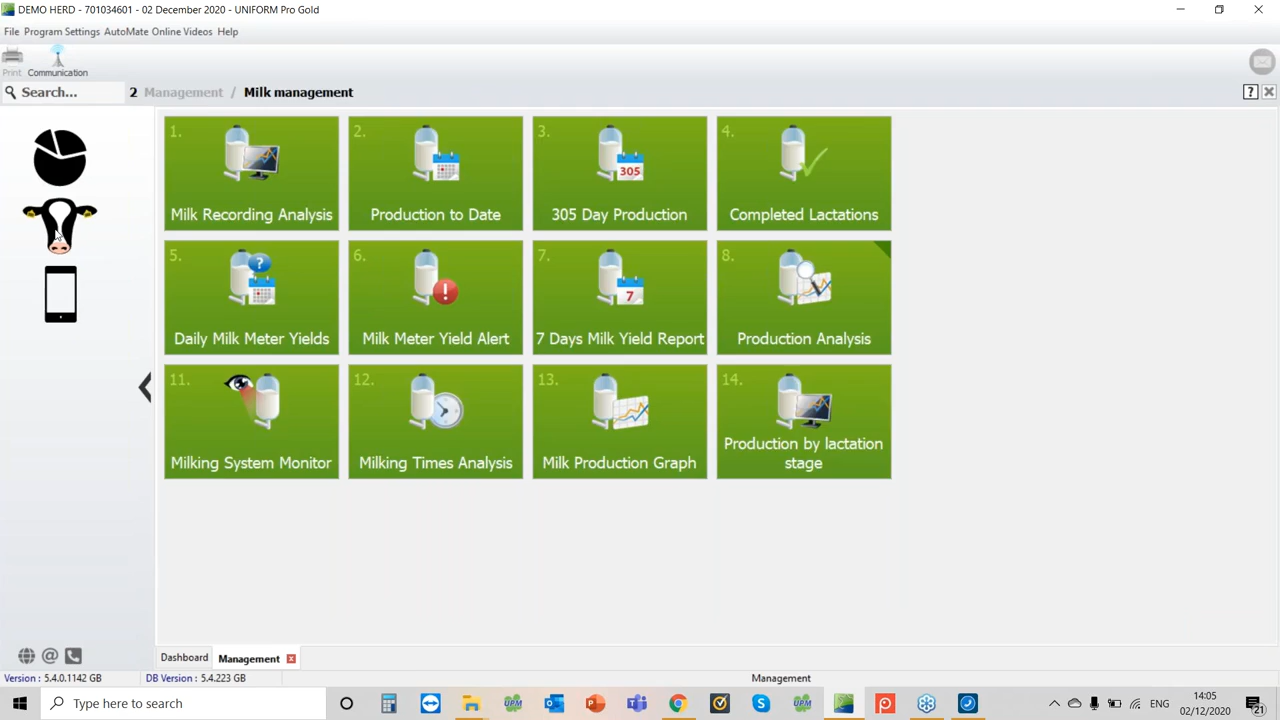 DEMO HERD - 701034601 - 02 December 2020 - UNIFORM Pro Gold
File Program Settings AutoMate Online Videos Help
Print Communication
Search...
2 Management / Milk management
?
1.
Milk Recording Analysis
2.
Production to Date
3.
305
305 Day Production
4.
Completed Lactations
5.
?
Daily Milk Meter Yields
6.
!
Milk Meter Yield Alert
7.
7
7 Days Milk Yield Report
8.
Production Analysis
11.
Milking System Monitor
12.
Milking Times Analysis
13.
Milk Production Graph
14.
Production by lactation
stage
@
Dashboard Management
Version : 5.4.0.1142 GB DB Version : 5.4.223 GB Management
Type here to search
UPM
UPM
ENG
14:05
02/12/2020
21